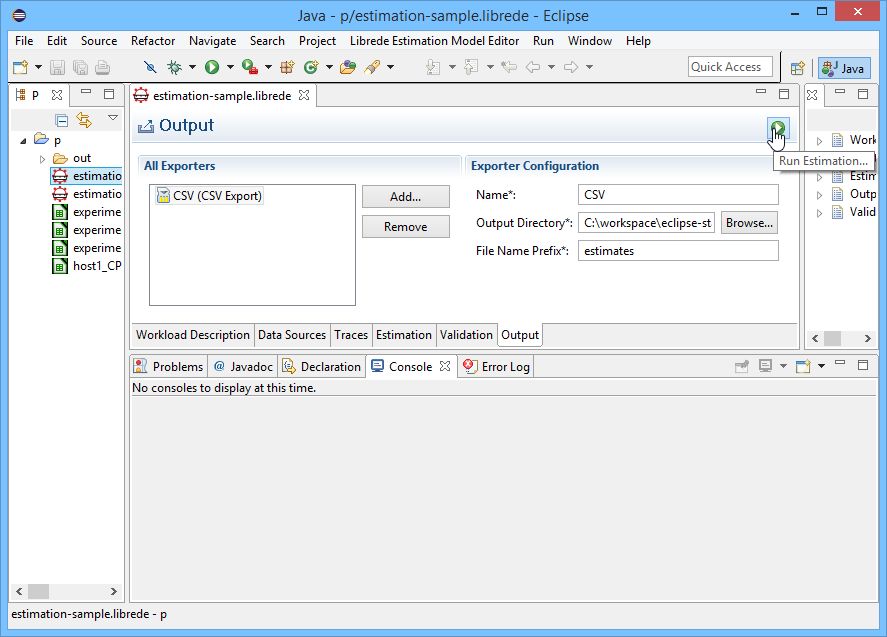 Java - p/estimation-sample.librede - Eclipse
File Edit Source Refactor Navigate Search Project Librede Estimation Model Editor Run Window Help
Quick Access
Java
P
estimation-sample.librede
p
out
estimatio
estimatio
experime
experime
experime
host1_CP
Output
Run Estimation...
All Exporters
CSV (CSV Export)
Add...
Remove
Exporter Configuration
Name*: CSV
Output Directory*: C:\workspace\eclipse-st Browse...
File Name Prefix*: estimates
Workload Description Data Sources Traces Estimation Validation Output
Work
Estim
Outp
Valid
Problems @ Javadoc Declaration Console Error Log
No consoles to display at this time.
estimation-sample.librede - p